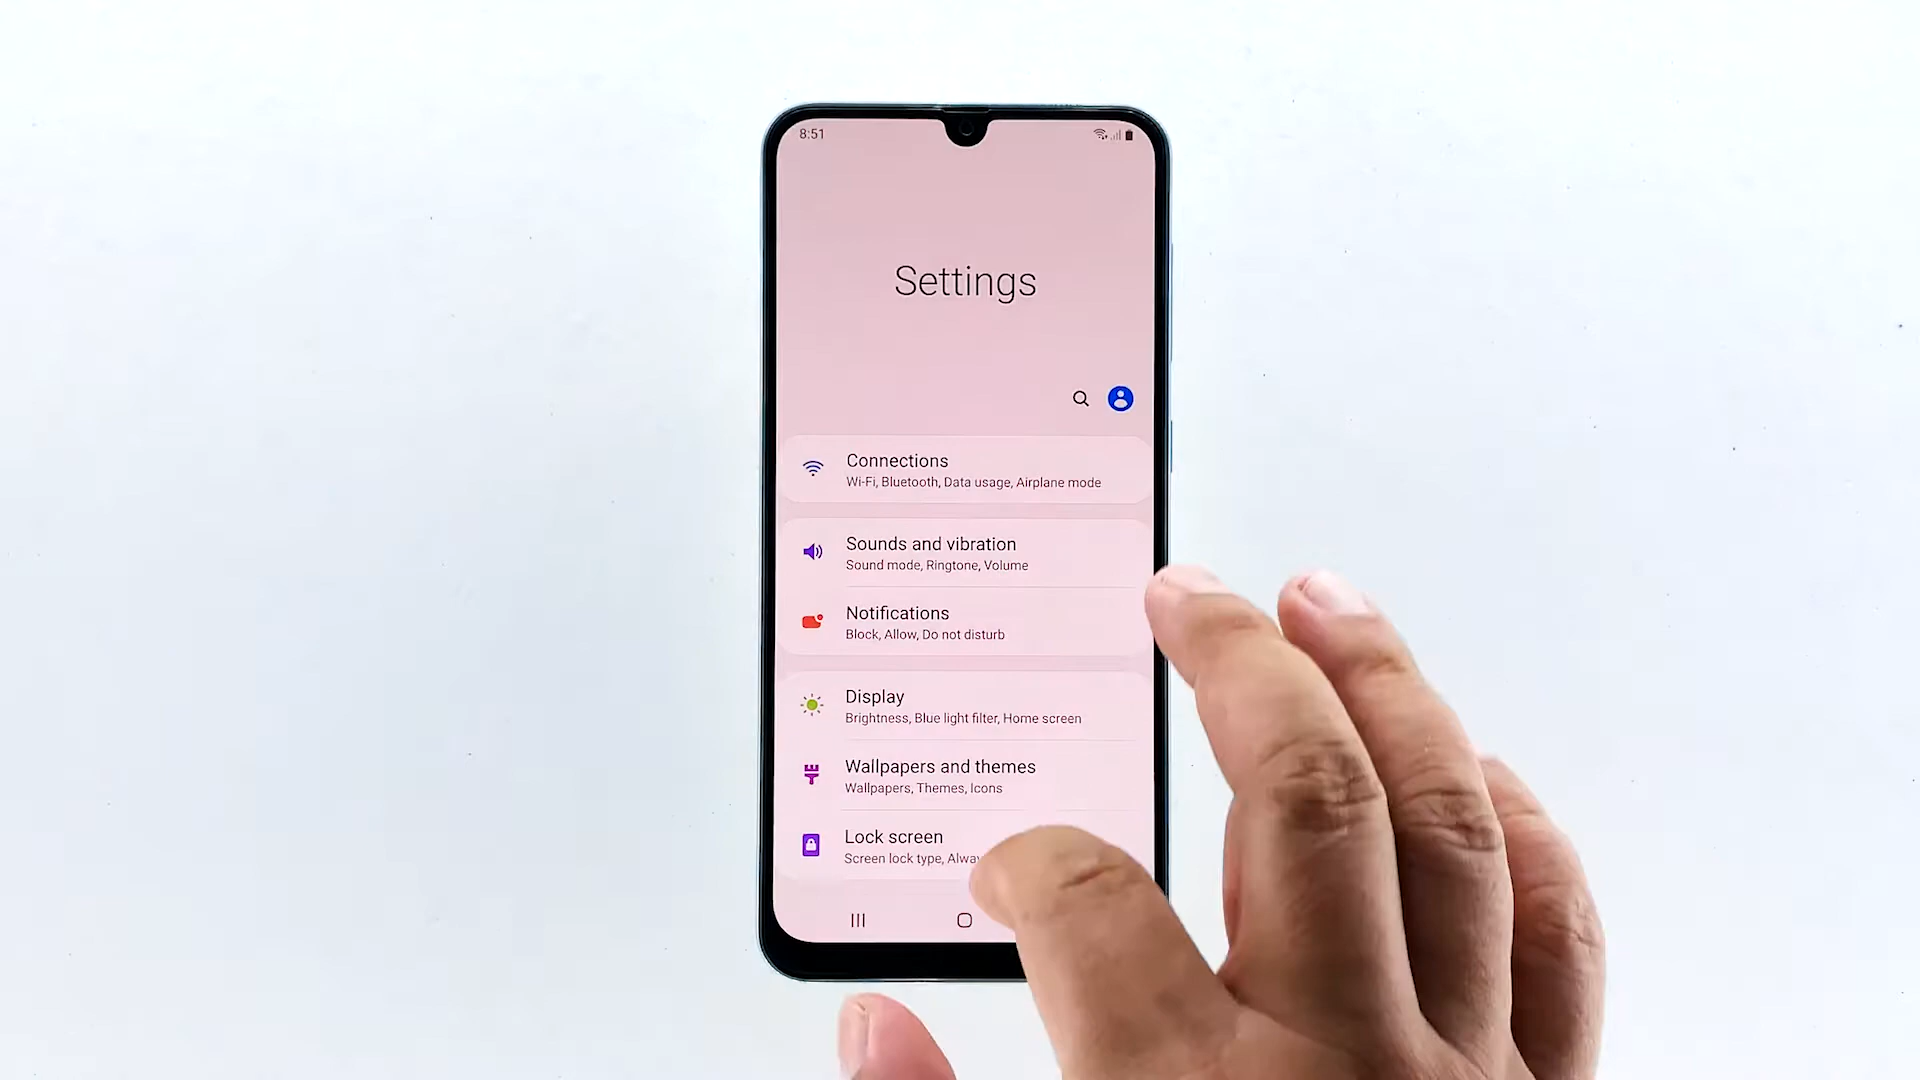 8:51
Settings
Connections
Wi-Fi, Bluetooth, Data usage, Airplane mode
Sounds and vibration
Sound mode, Ringtone, Volume
Notifications
Block, Allow, Do not disturb
Display
Brightness, Blue light filter, Home screen
Wallpapers and themes
Wallpapers, Themes, Icons
Lock screen
Screen lock type,